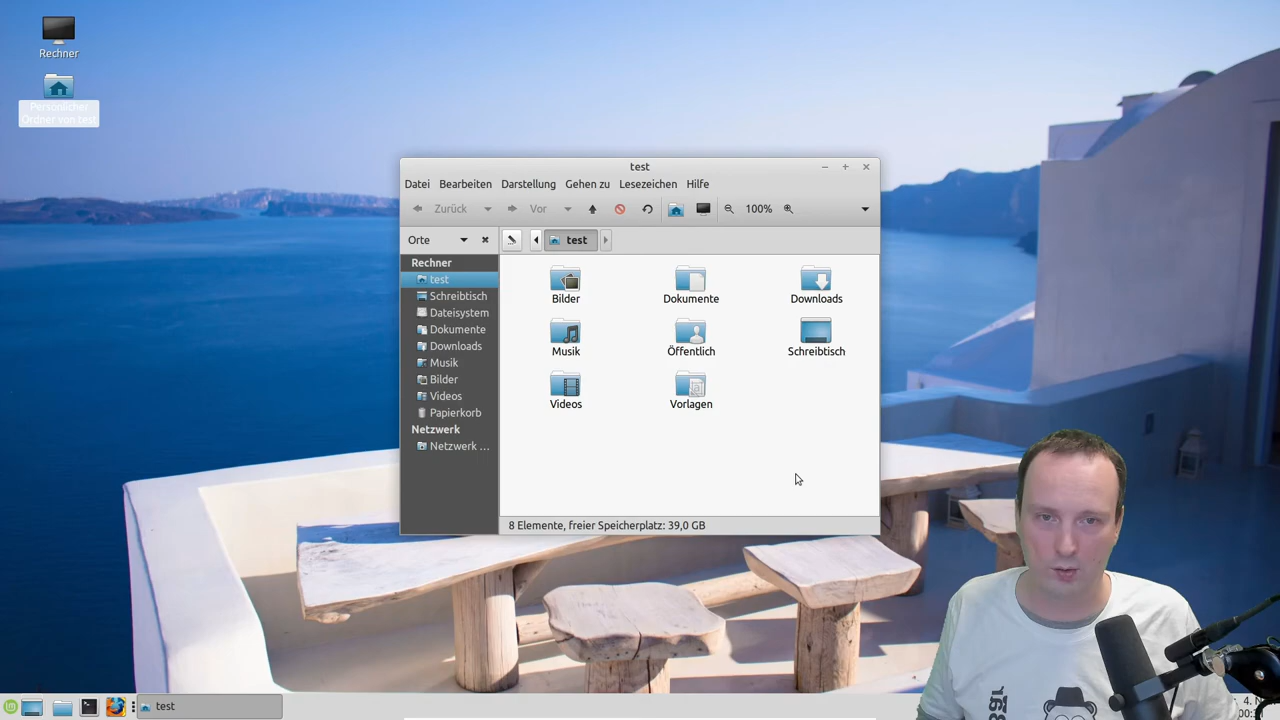 Rechner
Persönlicher
Ordner von test
test
Datei Bearbeiten Darstellung Gehen zu Lesezeichen Hilfe
Zurück Vor 100%
Orte test
Rechner
test
Schreibtisch
Dateisystem
Dokumente
Downloads
Musik
Bilder
Videos
Papierkorb
Netzwerk
Netzwerk ...
Bilder Dokumente Downloads
Musik Öffentlich Schreibtisch
Videos Vorlagen
8 Elemente, freier Speicherplatz: 39,0 GB
test
4.